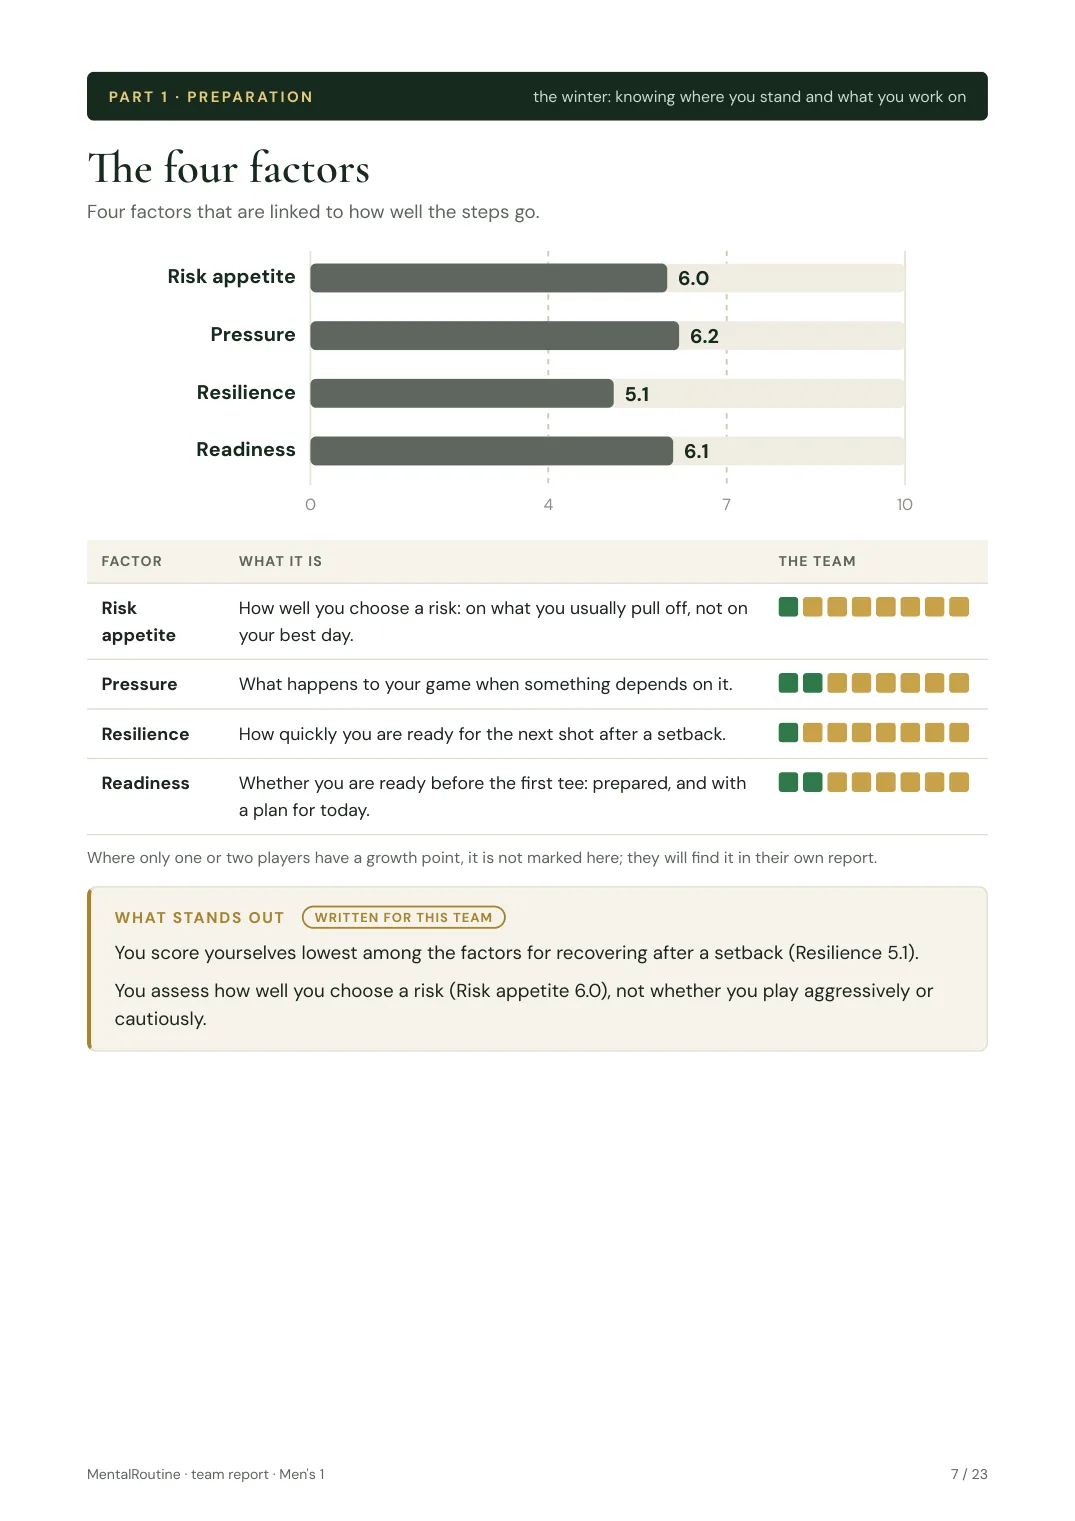 PART 1 · PREPARATION
the winter: knowing where you stand and what you work on
The four factors
Four factors that are linked to how well the steps go.
Risk appetite 6.0
Pressure 6.2
Resilience 5.1
Readiness 6.1
0 4 7 10
FACTOR WHAT IT IS THE TEAM
Risk appetite
How well you choose a risk: on what you usually pull off, not on
your best day.
Pressure What happens to your game when something depends on it.
Resilience How quickly you are ready for the next shot after a setback.
Readiness Whether you are ready before the first tee: prepared, and with
a plan for today.
Where only one or two players have a growth point, it is not marked here; they will find it in their own report.
WHAT STANDS OUT WRITTEN FOR THIS TEAM
You score yourselves lowest among the factors for recovering after a setback (Resilience 5.1).
You assess how well you choose a risk (Risk appetite 6.0), not whether you play aggressively or
cautiously.
MentalRoutine · team report · Men's 1
7 / 23